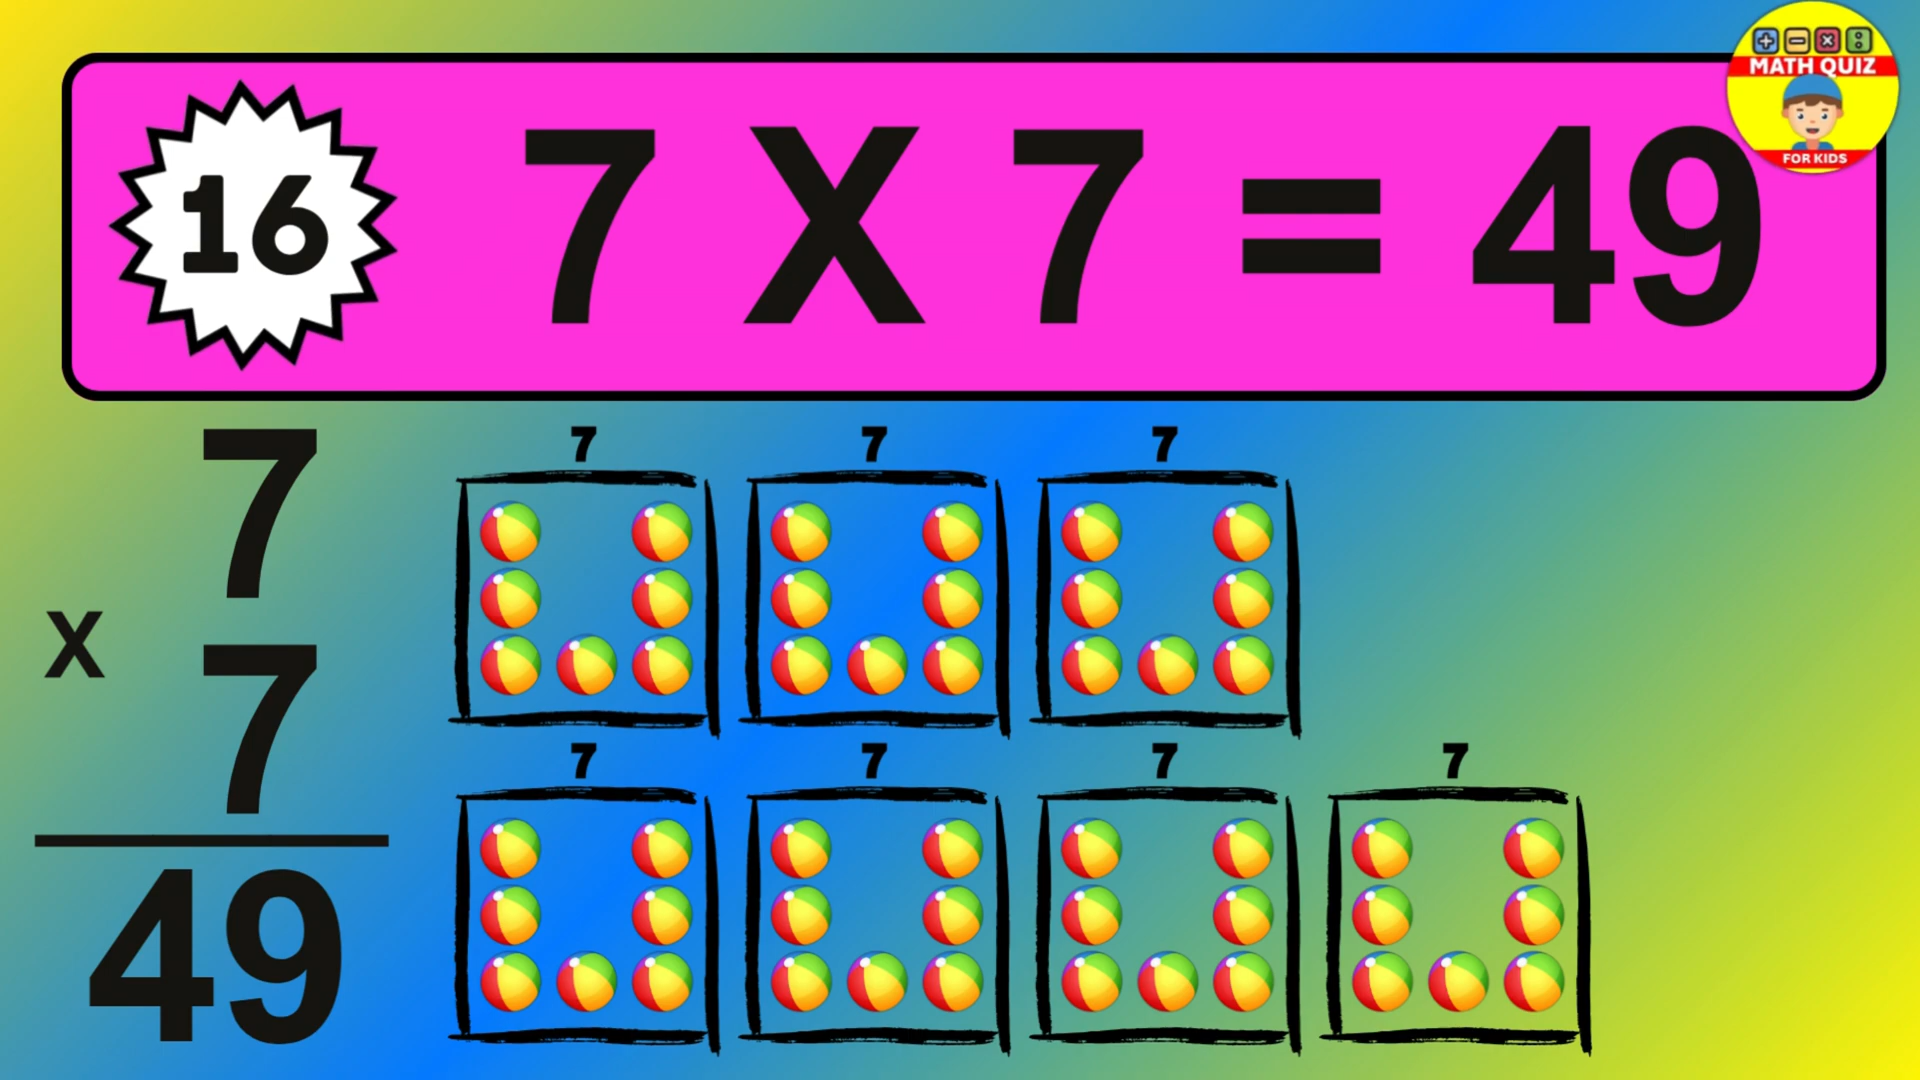 MATH QUIZ
FOR KIDS
16 7 X 7 = 49
7
x 7
49
7 7 7
7 7 7 7